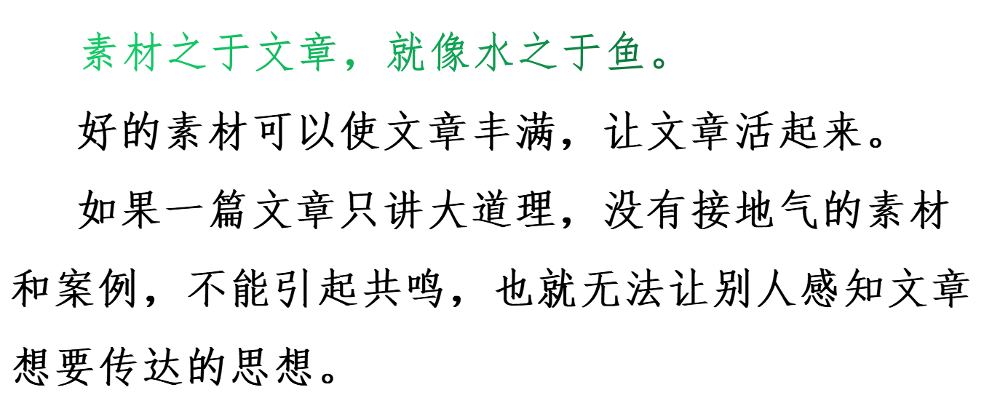 素材之于文章，就像水之于鱼。
好的素材可以使文章丰满，让文章活起来。
如果一篇文章只讲大道理，没有接地气的素材
和案例，不能引起共鸣，也就无法让别人感知文章
想要传达的思想。